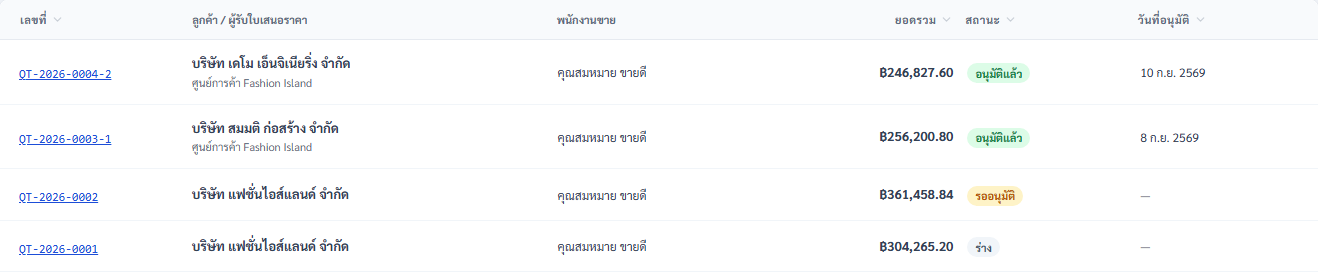 เลขที่ ลูกค้า / ผู้รับใบเสนอราคา พนักงานขาย ยอดรวม สถานะ วันที่อนุมัติ
QT-2026-0004-2 บริษัท เดโม เอ็นจิเนียริ่ง จำกัด คุณสมหมาย ขายดี ฿246,827.60 อนุมัติแล้ว 10 ก.ย. 2569
ศูนย์การค้า Fashion Island
QT-2026-0003-1 บริษัท สมมติ ก่อสร้าง จำกัด คุณสมหมาย ขายดี ฿256,200.80 อนุมัติแล้ว 8 ก.ย. 2569
ศูนย์การค้า Fashion Island
QT-2026-0002 บริษัท แฟชั่นไอส์แลนด์ จำกัด คุณสมหมาย ขายดี ฿361,458.84 รออนุมัติ —
QT-2026-0001 บริษัท แฟชั่นไอส์แลนด์ จำกัด คุณสมหมาย ขายดี ฿304,265.20 ร่าง —